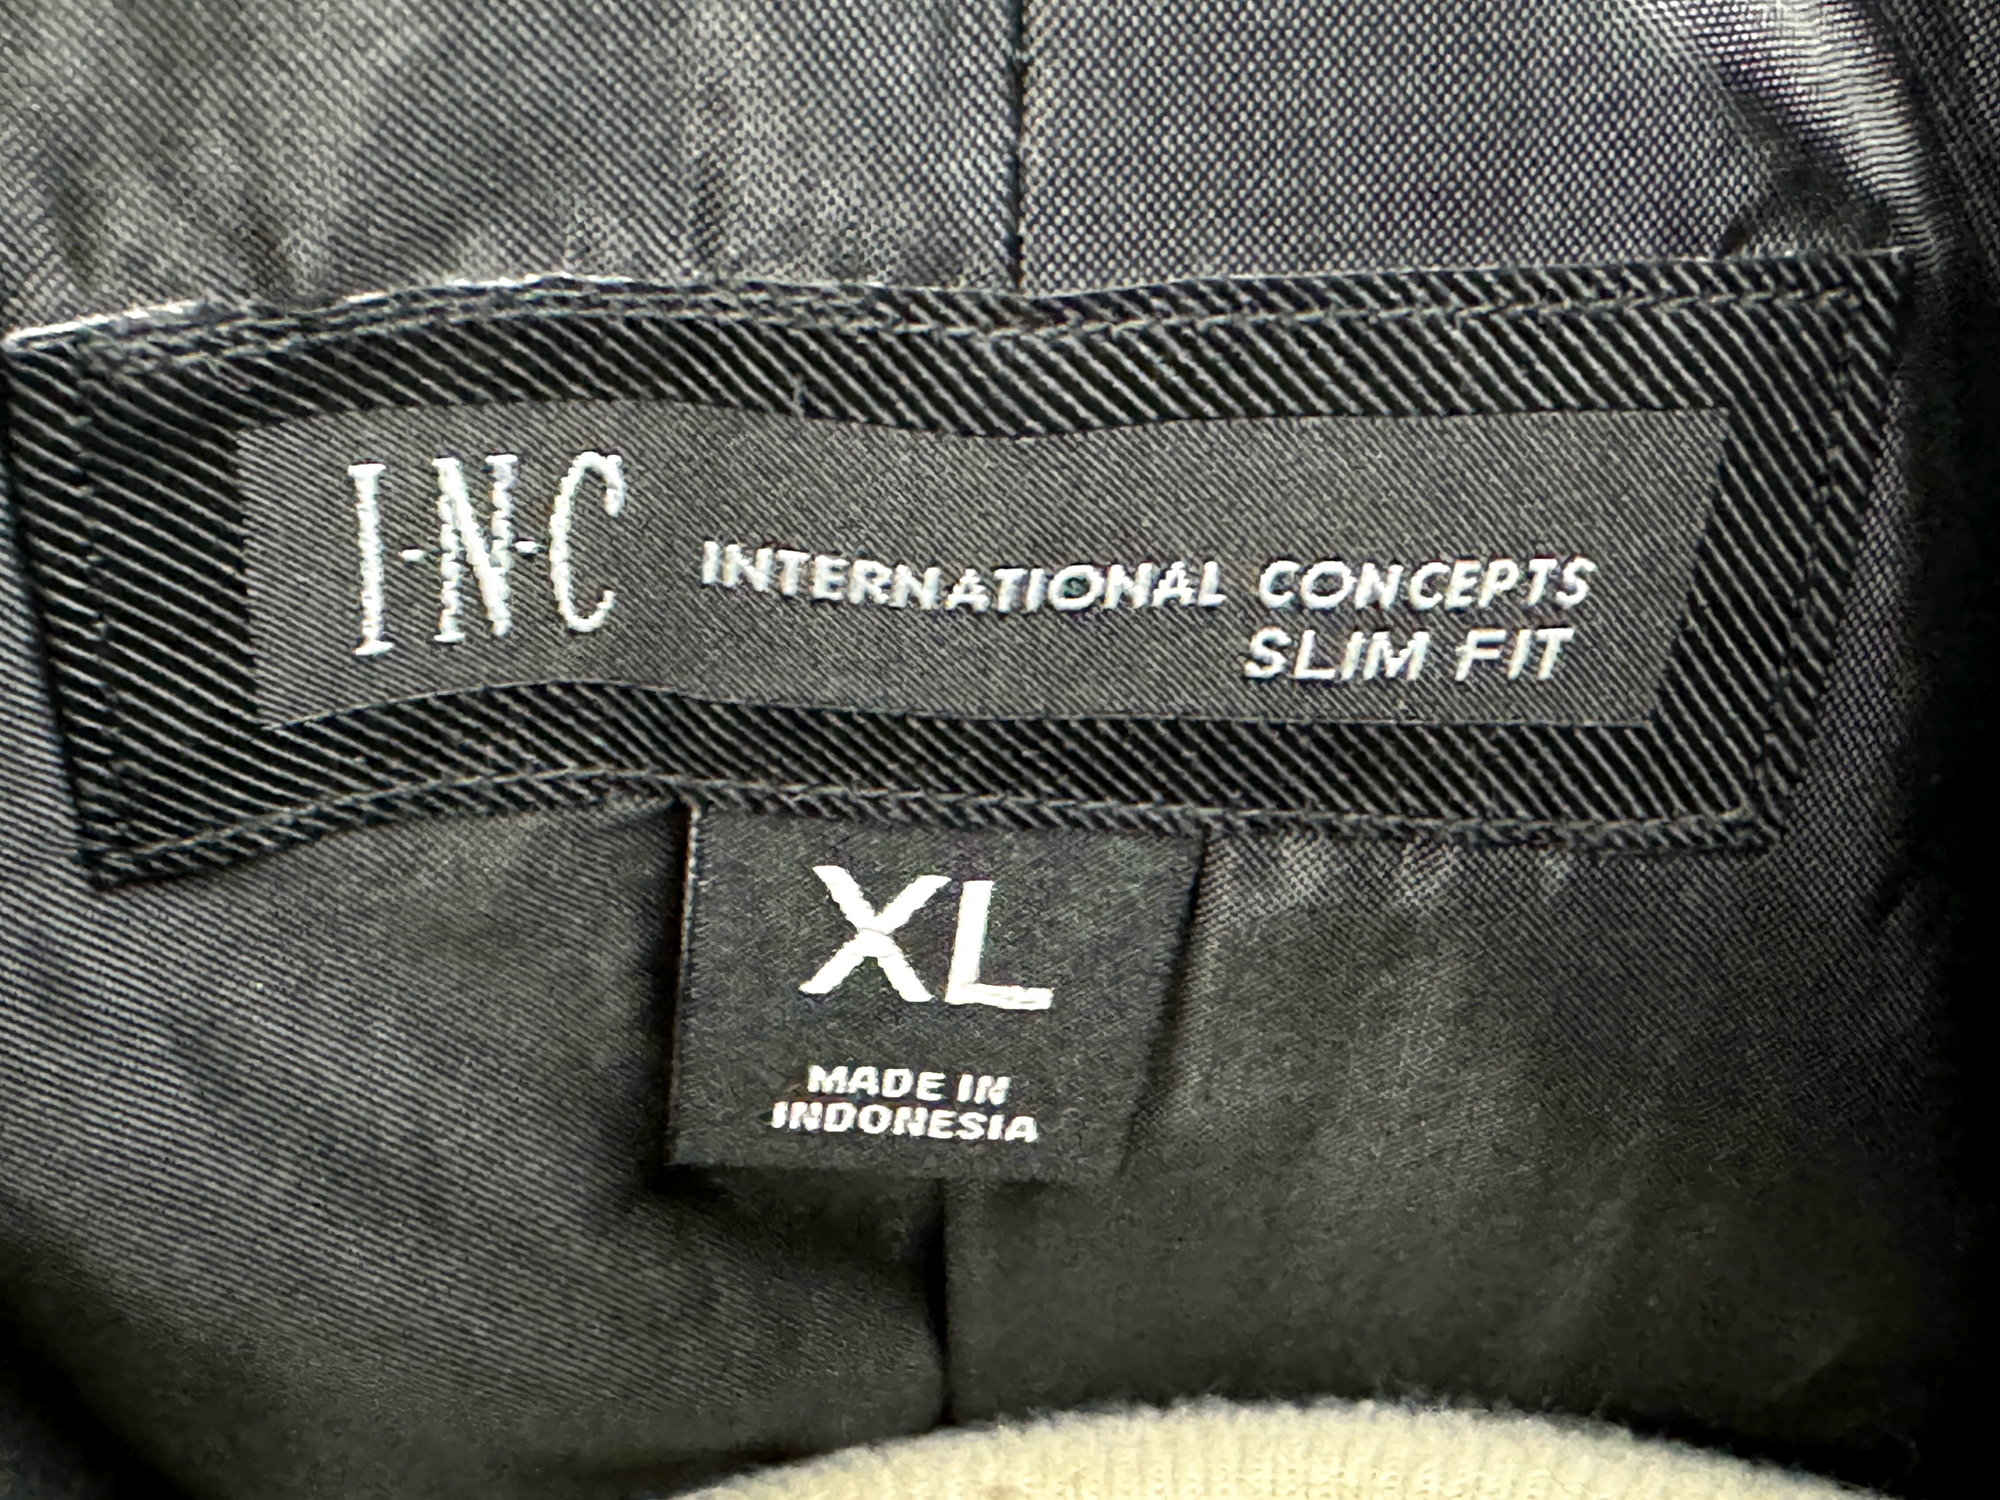 I·N·C INTERNATIONAL CONCEPTS
SLIM FIT
XL
MADE IN
INDONESIA